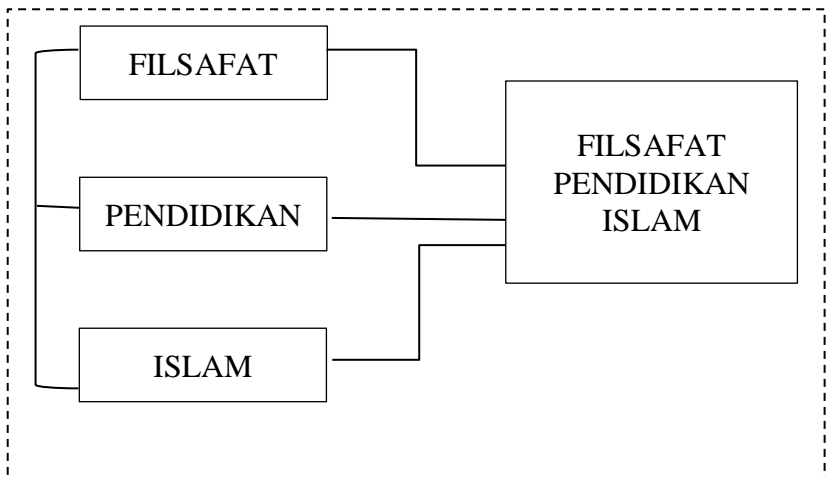 FILSAFAT
PENDIDIKAN
ISLAM
FILSAFAT
PENDIDIKAN
ISLAM